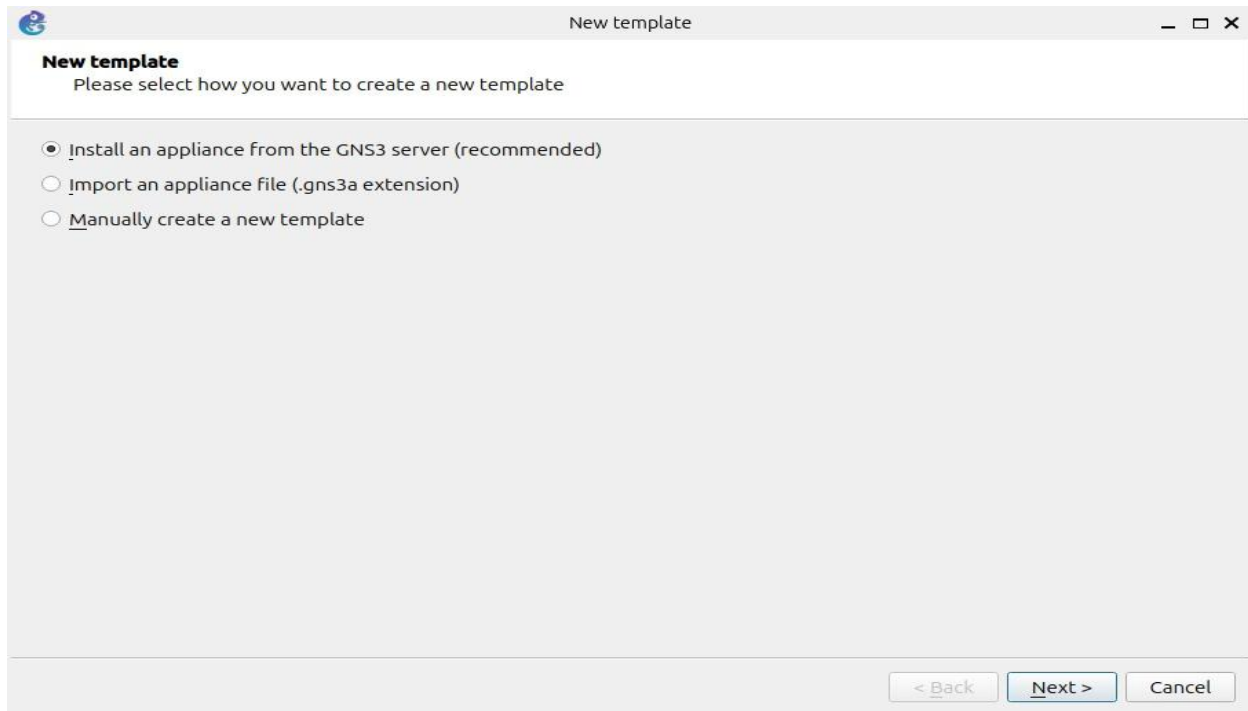 New template
New template
Please select how you want to create a new template
Install an appliance from the GNS3 server (recommended)
Import an appliance file (.gns3a extension)
Manually create a new template
< Back Next > Cancel